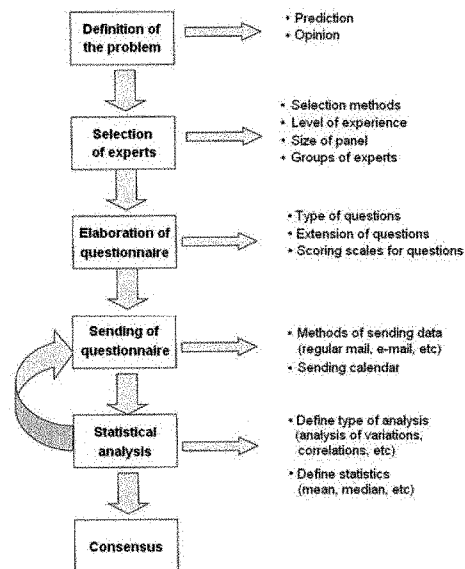 Definition of
the problem
• Prediction
• Opinion
Selection
of experts
• Selection methods
• Level of experience
• Size of panel
• Groups of experts
Elaboration of
questionnaire
• Type of questions
• Extension of questions
• Scoring scales for questions
Sending of
questionnaire
• Methods of sending data
(regular mail, e-mail, etc)
• Sending calendar
Statistical
analysis
• Define type of analysis
(analysis of variations,
correlations, etc)
• Define statistics
(mean, median, etc)
Consensus